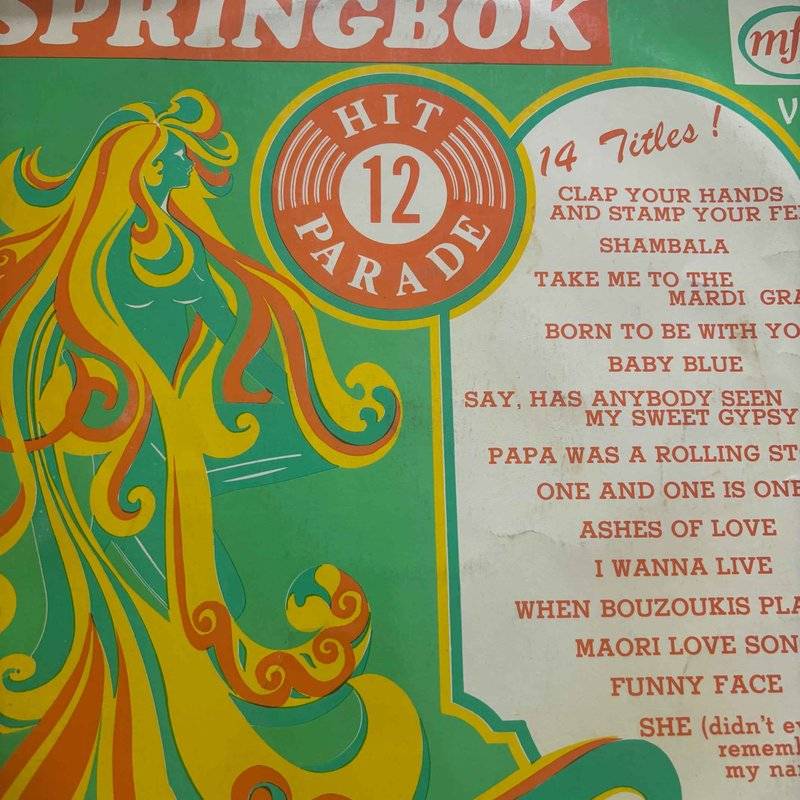 SPRINGBOK
mf
V
HIT
12
PARADE
14 Titles!
CLAP YOUR HANDS
AND STAMP YOUR FE
SHAMBALA
TAKE ME TO THE
MARDI GRA
BORN TO BE WITH YO
BABY BLUE
SAY, HAS ANYBODY SEEN
MY SWEET GYPSY
PAPA WAS A ROLLING STO
ONE AND ONE IS ONE
ASHES OF LOVE
I WANNA LIVE
WHEN BOUZOUKIS PLA
MAORI LOVE SON
FUNNY FACE
SHE (didn't ev
rememb
my nam